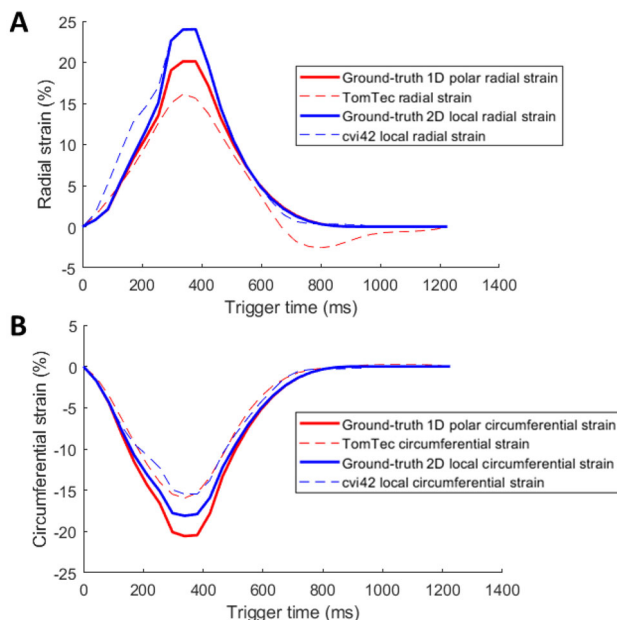 A
25
20
15
10
5
0
-5
Radial strain (%)
Ground-truth 1D polar radial strain
TomTec radial strain
Ground-truth 2D local radial strain
cvi42 local radial strain
0 200 400 600 800 1000 1200 1400
Trigger time (ms)
B
5
0
-5
-10
-15
-20
-25
Circumferential strain (%)
Ground-truth 1D polar circumferential strain
TomTec circumferential strain
Ground-truth 2D local circumferential strain
cvi42 local circumferential strain
0 200 400 600 800 1000 1200 1400
Trigger time (ms)